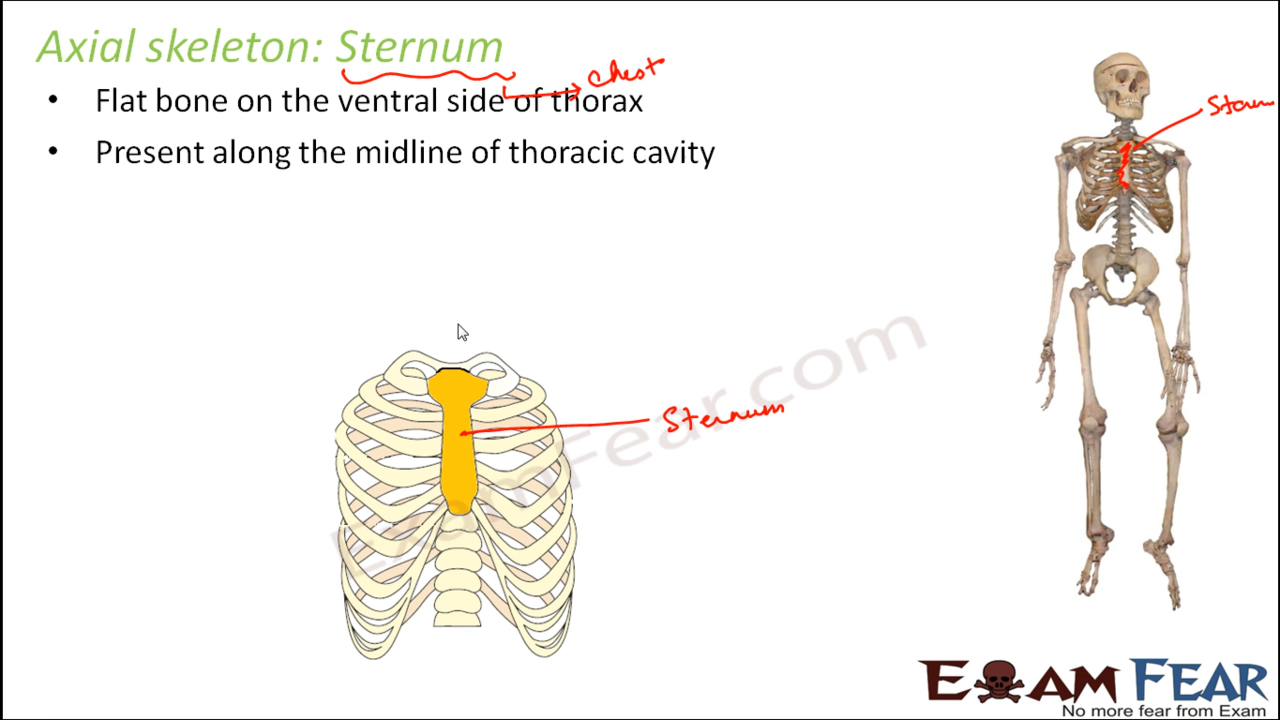 Axial skeleton: Sternum
chest
• Flat bone on the ventral side of thorax
• Present along the midline of thoracic cavity
Sternum
ExamFear.com
EXAM FEAR
No more fear from Exam